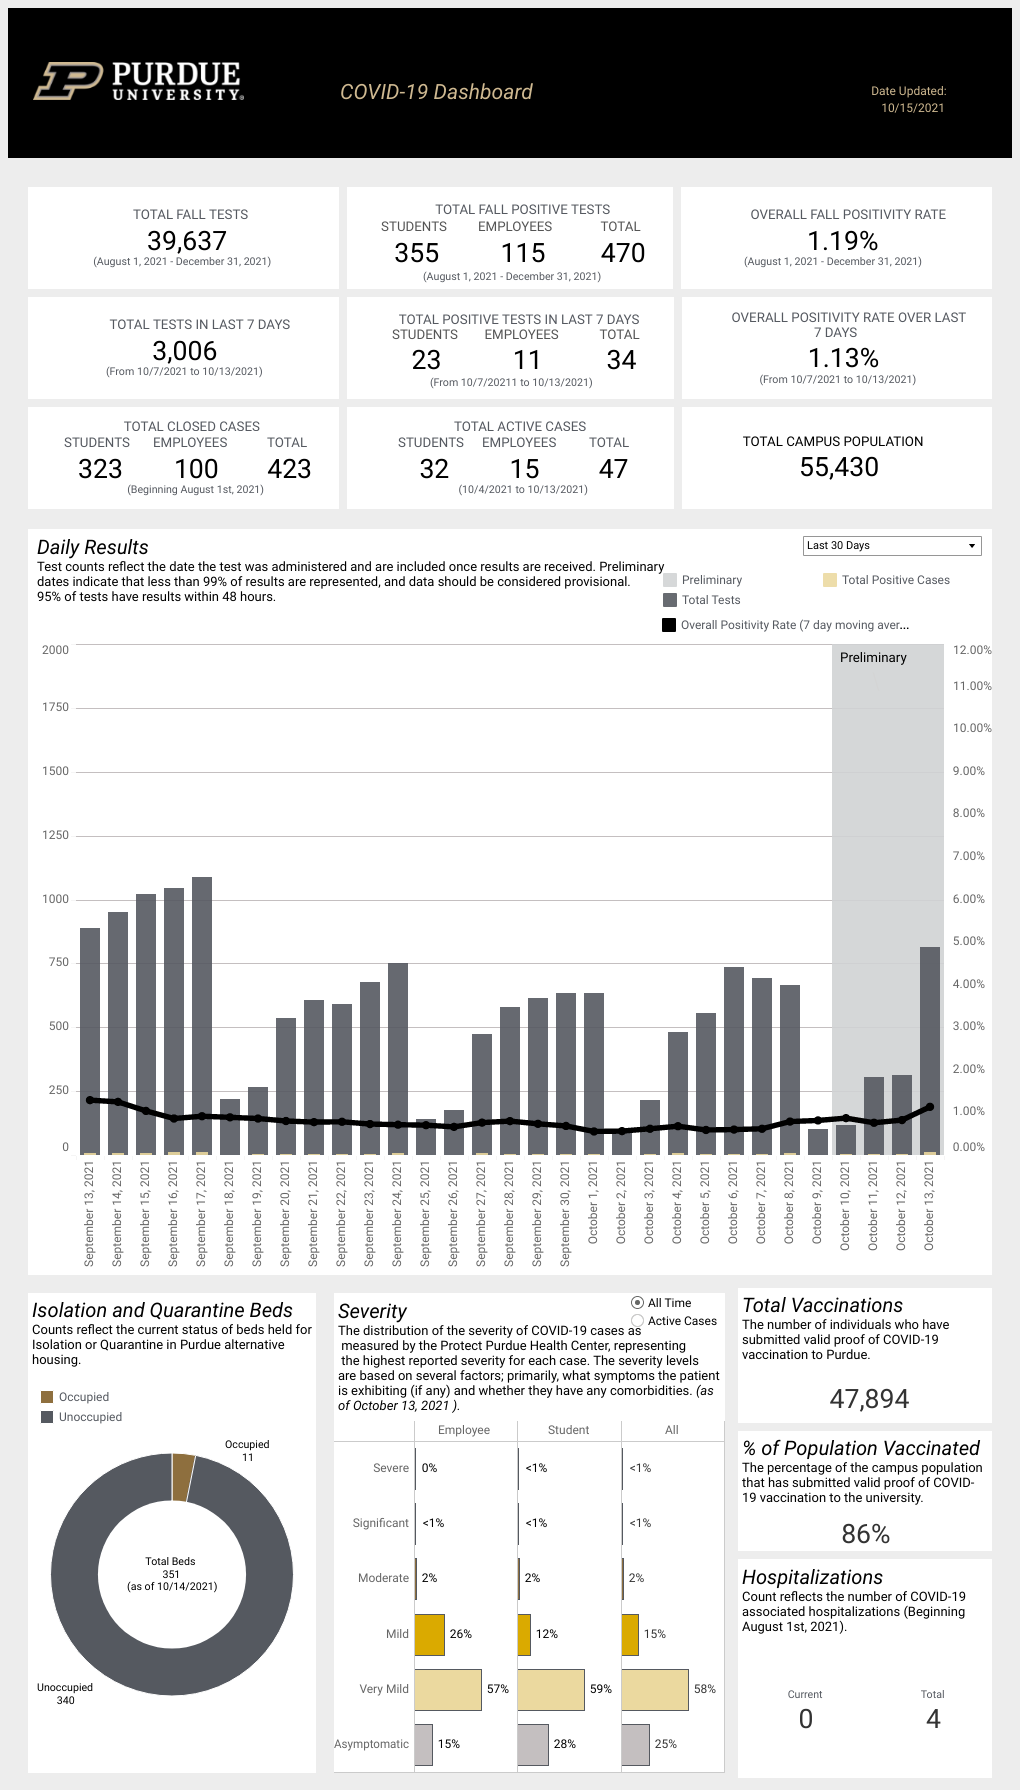 PURDUE
UNIVERSITY®
COVID-19 Dashboard
Date Updated:
10/15/2021
TOTAL FALL TESTS
39,637
(August 1, 2021 - December 31, 2021)
TOTAL FALL POSITIVE TESTS
STUDENTS EMPLOYEES TOTAL
355 115 470
(August 1, 2021 - December 31, 2021)
OVERALL FALL POSITIVITY RATE
1.19%
(August 1, 2021 - December 31, 2021)
TOTAL TESTS IN LAST 7 DAYS
3,006
(From 10/7/2021 to 10/13/2021)
TOTAL POSITIVE TESTS IN LAST 7 DAYS
STUDENTS EMPLOYEES TOTAL
23 11 34
(From 10/7/20211 to 10/13/2021)
OVERALL POSITIVITY RATE OVER LAST
7 DAYS
1.13%
(From 10/7/2021 to 10/13/2021)
TOTAL CLOSED CASES
STUDENTS EMPLOYEES TOTAL
323 100 423
(Beginning August 1st, 2021)
TOTAL ACTIVE CASES
STUDENTS EMPLOYEES TOTAL
32 15 47
(10/4/2021 to 10/13/2021)
TOTAL CAMPUS POPULATION
55,430
Daily Results
Test counts reflect the date the test was administered and are included once results are received. Preliminary
dates indicate that less than 99% of results are represented, and data should be considered provisional.
95% of tests have results within 48 hours.
Last 30 Days
Preliminary
Total Positive Cases
Total Tests
Overall Positivity Rate (7 day moving aver...
Preliminary
2000
1750
1500
1250
1000
750
500
250
0
12.00%
11.00%
10.00%
9.00%
8.00%
7.00%
6.00%
5.00%
4.00%
3.00%
2.00%
1.00%
0.00%
September 13, 2021
September 14, 2021
September 15, 2021
September 16, 2021
September 17, 2021
September 18, 2021
September 19, 2021
September 20, 2021
September 21, 2021
September 22, 2021
September 23, 2021
September 24, 2021
September 25, 2021
September 26, 2021
September 27, 2021
September 28, 2021
September 29, 2021
September 30, 2021
October 1, 2021
October 2, 2021
October 3, 2021
October 4, 2021
October 5, 2021
October 6, 2021
October 7, 2021
October 8, 2021
October 9, 2021
October 10, 2021
October 11, 2021
October 12, 2021
October 13, 2021
Isolation and Quarantine Beds
Counts reflect the current status of beds held for
Isolation or Quarantine in Purdue alternative
housing.
Occupied
Unoccupied
Occupied
11
Total Beds
351
(as of 10/14/2021)
Unoccupied
340
Severity
All Time
Active Cases
The distribution of the severity of COVID-19 cases as
measured by the Protect Purdue Health Center, representing
the highest reported severity for each case. The severity levels
are based on several factors; primarily, what symptoms the patient
is exhibiting (if any) and whether they have any comorbidities. (as
of October 13, 2021 ).
Employee Student All
Severe 0% <1% <1%
Significant <1% <1% <1%
Moderate 2% 2% 2%
Mild 26% 12% 15%
Very Mild 57% 59% 58%
Asymptomatic 15% 28% 25%
Total Vaccinations
The number of individuals who have
submitted valid proof of COVID-19
vaccination to Purdue.
47,894
% of Population Vaccinated
The percentage of the campus population
that has submitted valid proof of COVID-
19 vaccination to the university.
86%
Hospitalizations
Count reflects the number of COVID-19
associated hospitalizations (Beginning
August 1st, 2021).
Current Total
0 4